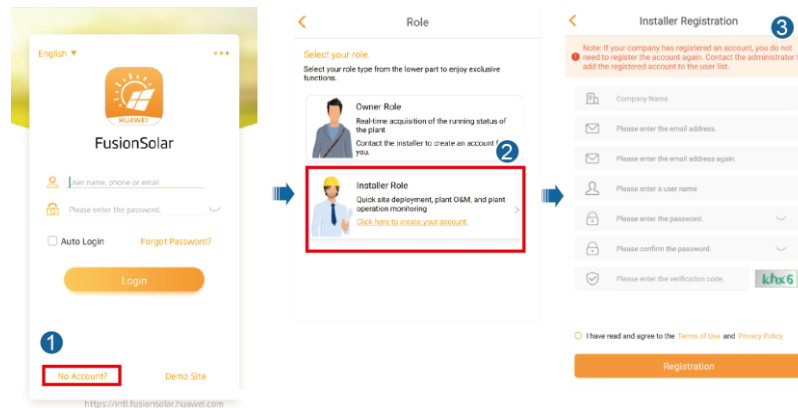 English ▼
HUAWEI
FusionSolar
User name, phone or email
Please enter the password.
Auto Login
Forgot Password?
Login
1
No Account?
Demo Site
https://intl.fusionsolar.huawei.com
Role
Select your role.
Select your role type from the lower part to enjoy exclusive
functions.
Owner Role
Real-time acquisition of the running status of
the plant
Contact the installer to create an account
you.
2
Installer Role
Quick site deployment, plant O&M, and plant
operation monitoring
Click here to create your account.
Installer Registration
3
Note: If your company has registered an account, you do not
need to register the account again. Contact the administrator
add the registered account to the user list.
Company Name
Please enter the email address.
Please enter the email address again.
Please enter a user name
Please enter the password.
Please confirm the password.
Please enter the verification code.
khx6
I have read and agree to the Terms of Use and Privacy Policy
Registration